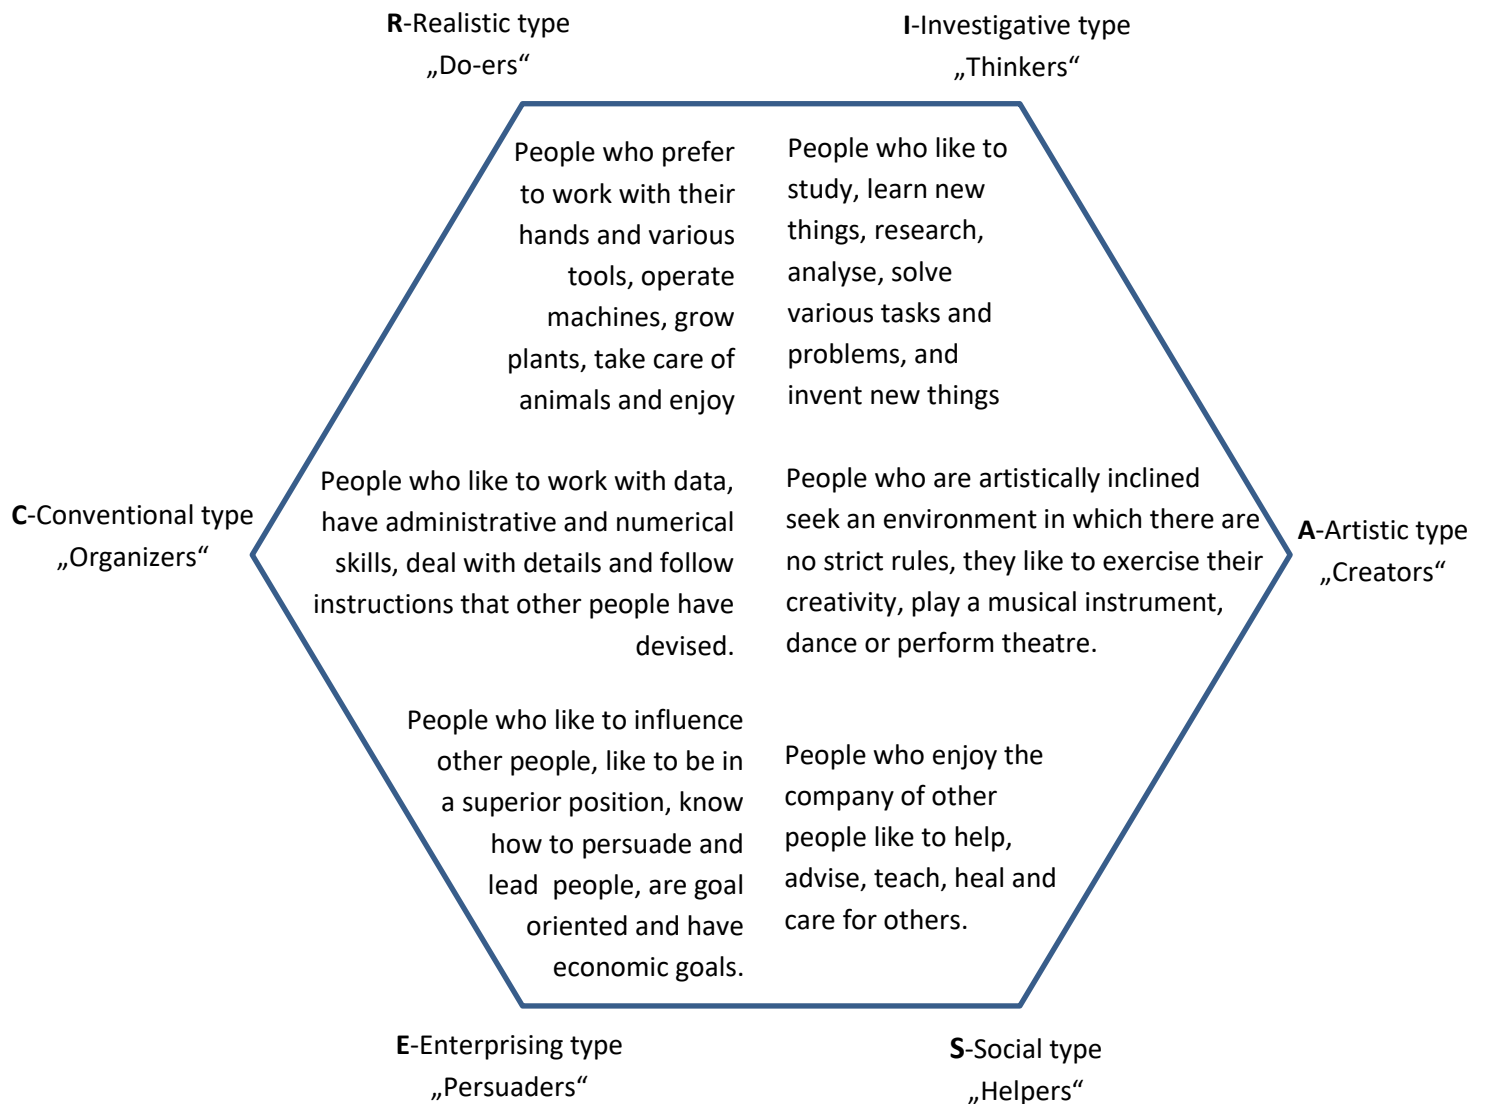 R-Realistic type
„Do-ers“
I-Investigative type
„Thinkers“
People who prefer
to work with their
hands and various
tools, operate
machines, grow
plants, take care of
animals and enjoy
People who like to
study, learn new
things, research,
analyse, solve
various tasks and
problems, and
invent new things
C-Conventional type
„Organizers“
People who like to work with data,
have administrative and numerical
skills, deal with details and follow
instructions that other people have
devised.
People who are artistically inclined
seek an environment in which there are
no strict rules, they like to exercise their
creativity, play a musical instrument,
dance or perform theatre.
A-Artistic type
„Creators“
People who like to influence
other people, like to be in
a superior position, know
how to persuade and
lead  people, are goal
oriented and have
economic goals.
People who enjoy the
company of other
people like to help,
advise, teach, heal and
care for others.
E-Enterprising type
„Persuaders“
S-Social type
„Helpers“